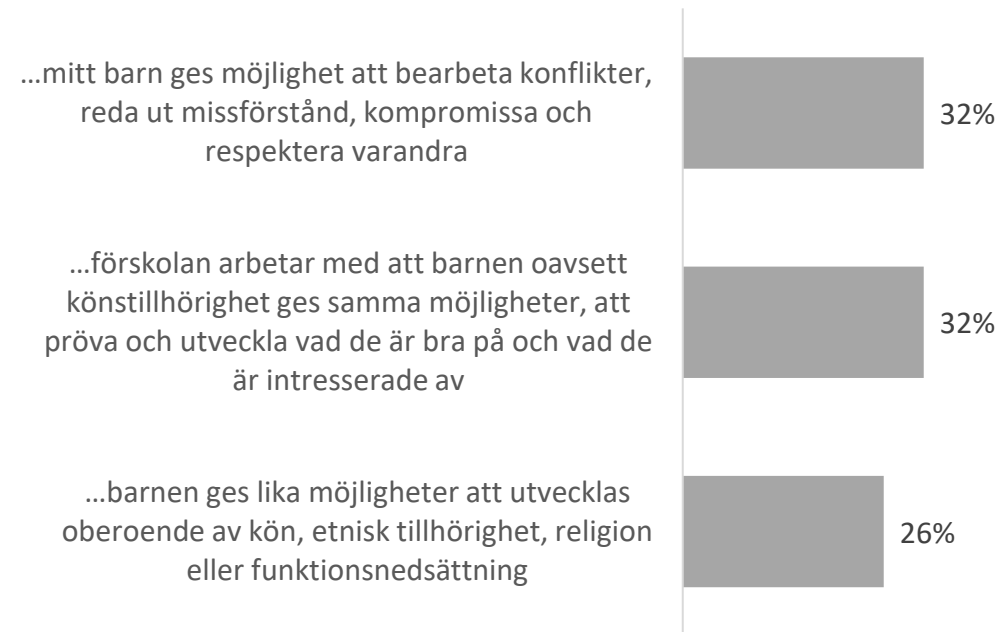 …mitt barn ges möjlighet att bearbeta konflikter,
reda ut missförstånd, kompromissa och
respektera varandra
32%
…förskolan arbetar med att barnen oavsett
könstillhörighet ges samma möjligheter, att
pröva och utveckla vad de är bra på och vad de
är intresserade av
32%
…barnen ges lika möjligheter att utvecklas
oberoende av kön, etnisk tillhörighet, religion
eller funktionsnedsättning
26%